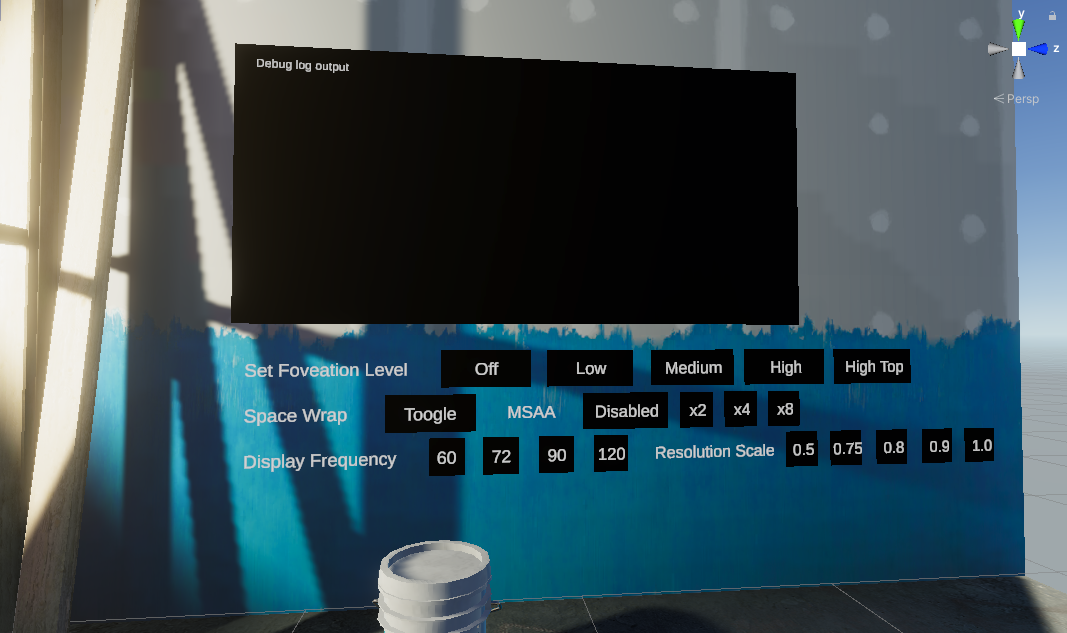 y
z
Persp
Debug log output
Set Foveation Level Off Low Medium High High Top
Space Wrap Toogle MSAA Disabled x2 x4 x8
Display Frequency 60 72 90 120 Resolution Scale 0.5 0.75 0.8 0.9 1.0